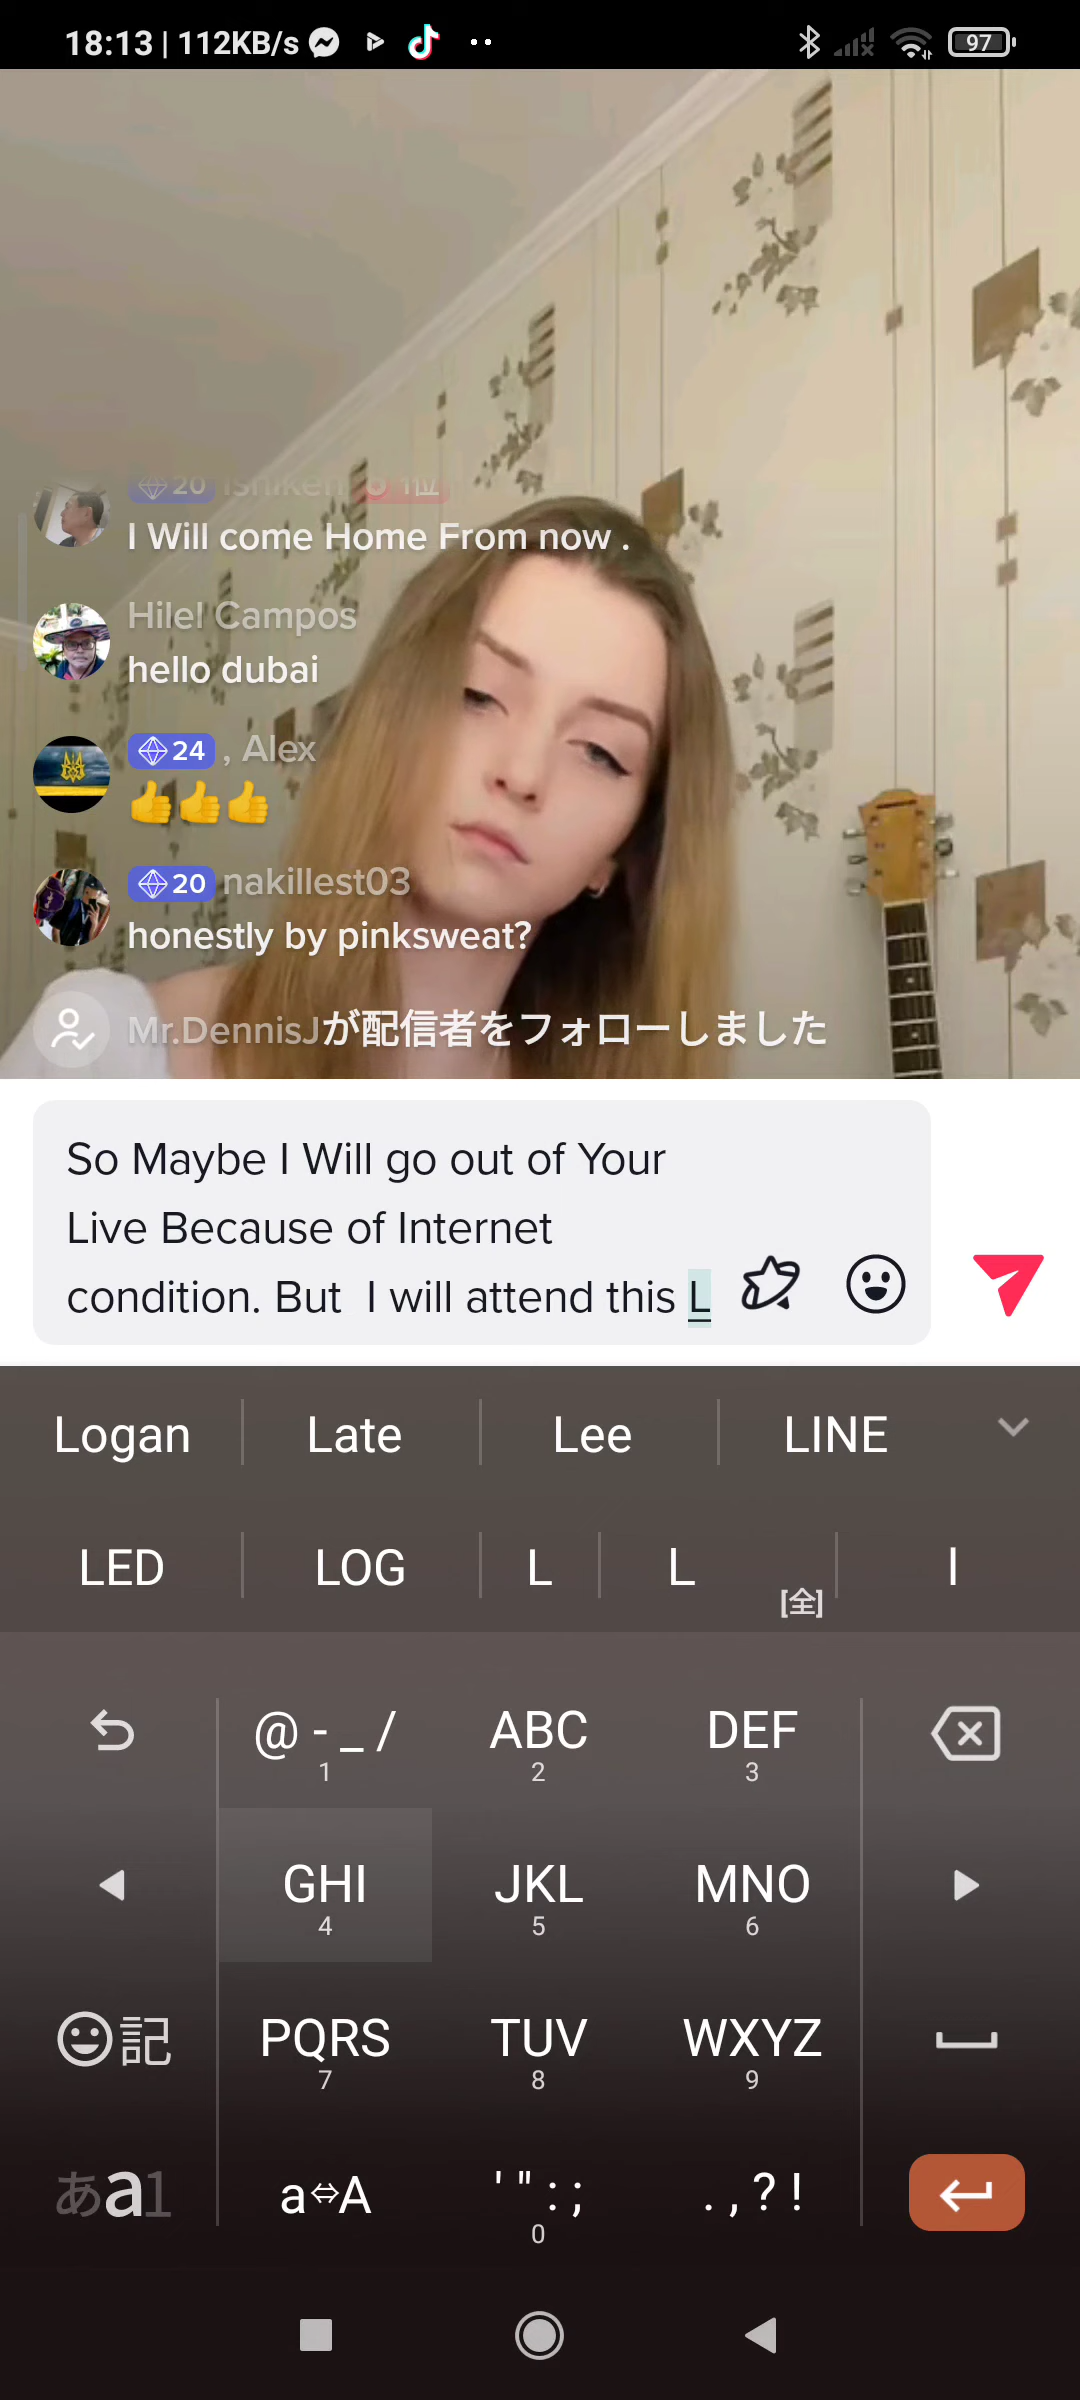 18:13 | 112KB/s
97
20 Ishiken 1位
I Will come Home From now .
Hilel Campos
hello dubai
24 , Alex
👍👍👍
20 nakillest03
honestly by pinksweat?
Mr.DennisJが配信者をフォローしました
So Maybe I Will go out of Your
Live Because of Internet
condition. But  I will attend this L
Logan Late Lee LINE
LED LOG L L [全] l
@ - _ / ABC DEF
1 2 3
GHI JKL MNO
4 5 6
記 PQRS TUV WXYZ
7 8 9
あa1 a⇔A ' " : ; . , ? !
0